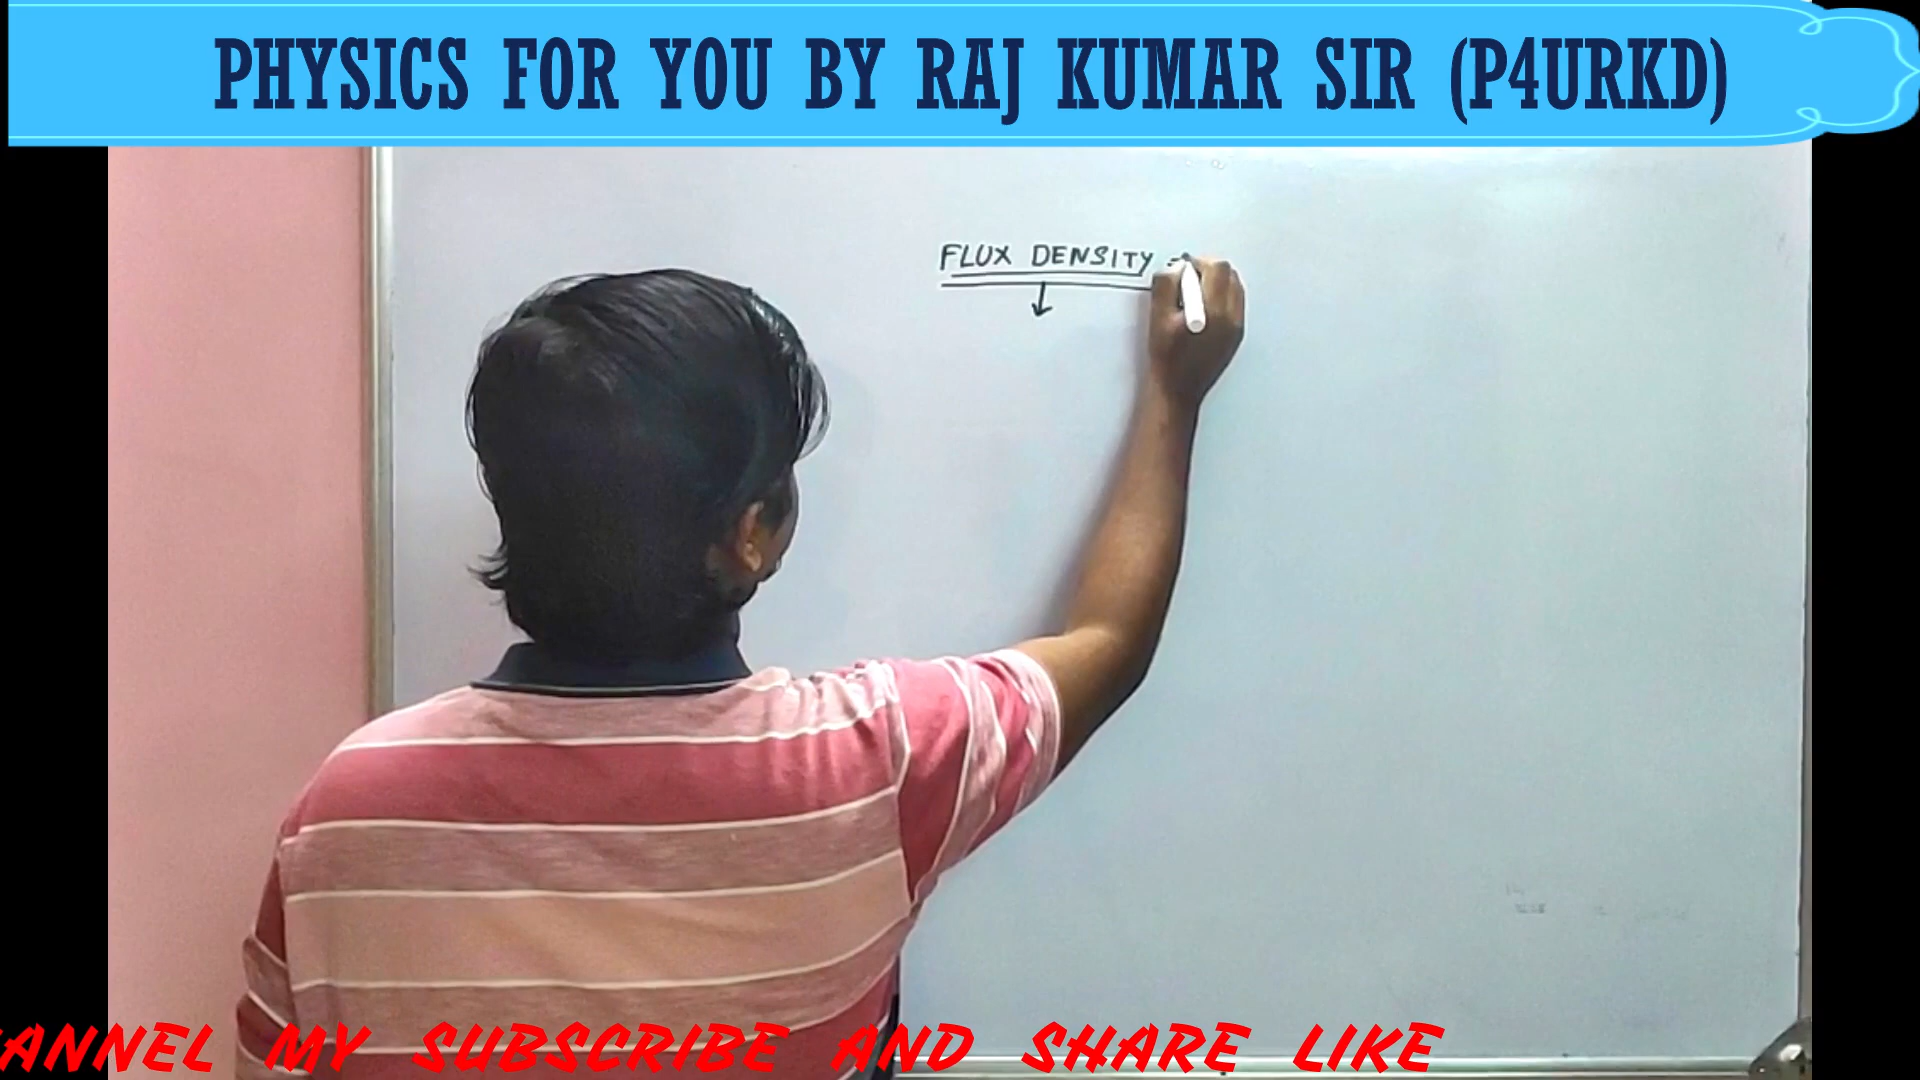 PHYSICS FOR YOU BY RAJ KUMAR SIR (P4URKD)
FLUX DENSITY
ANNEL MY SUBSCRIBE AND SHARE LIKE